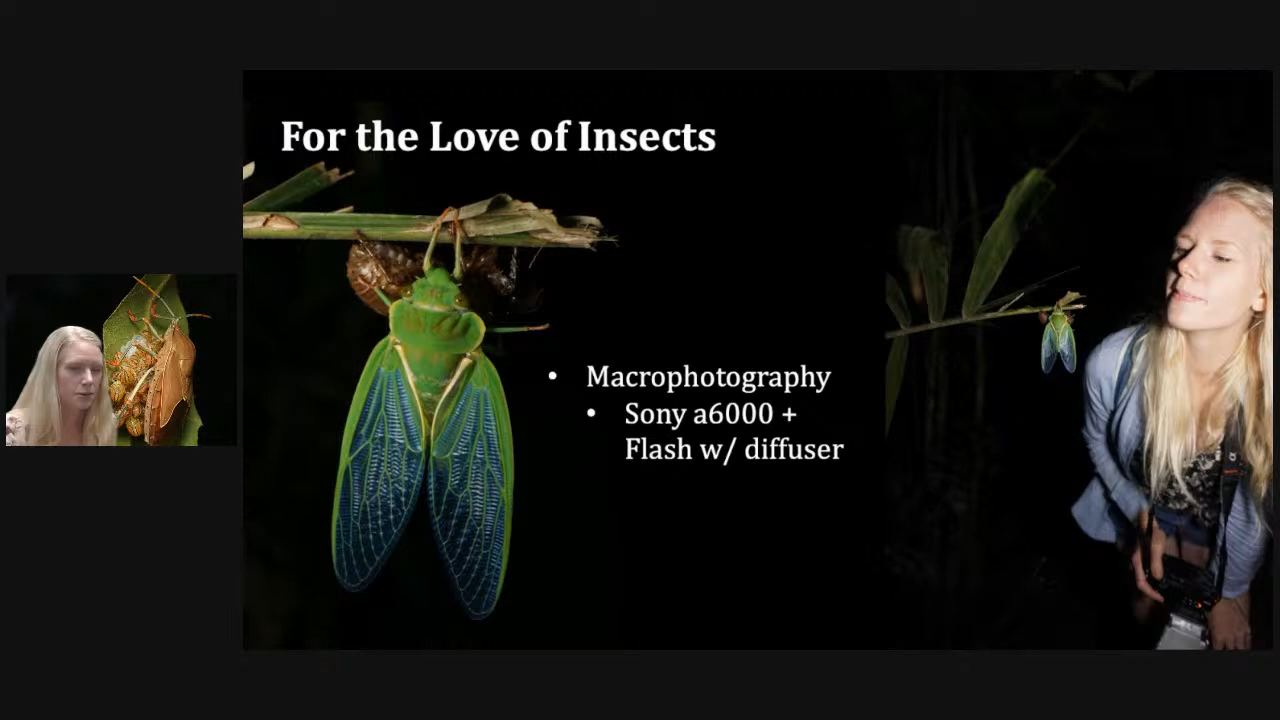 For the Love of Insects
• Macrophotography
• Sony a6000 +
Flash w/ diffuser